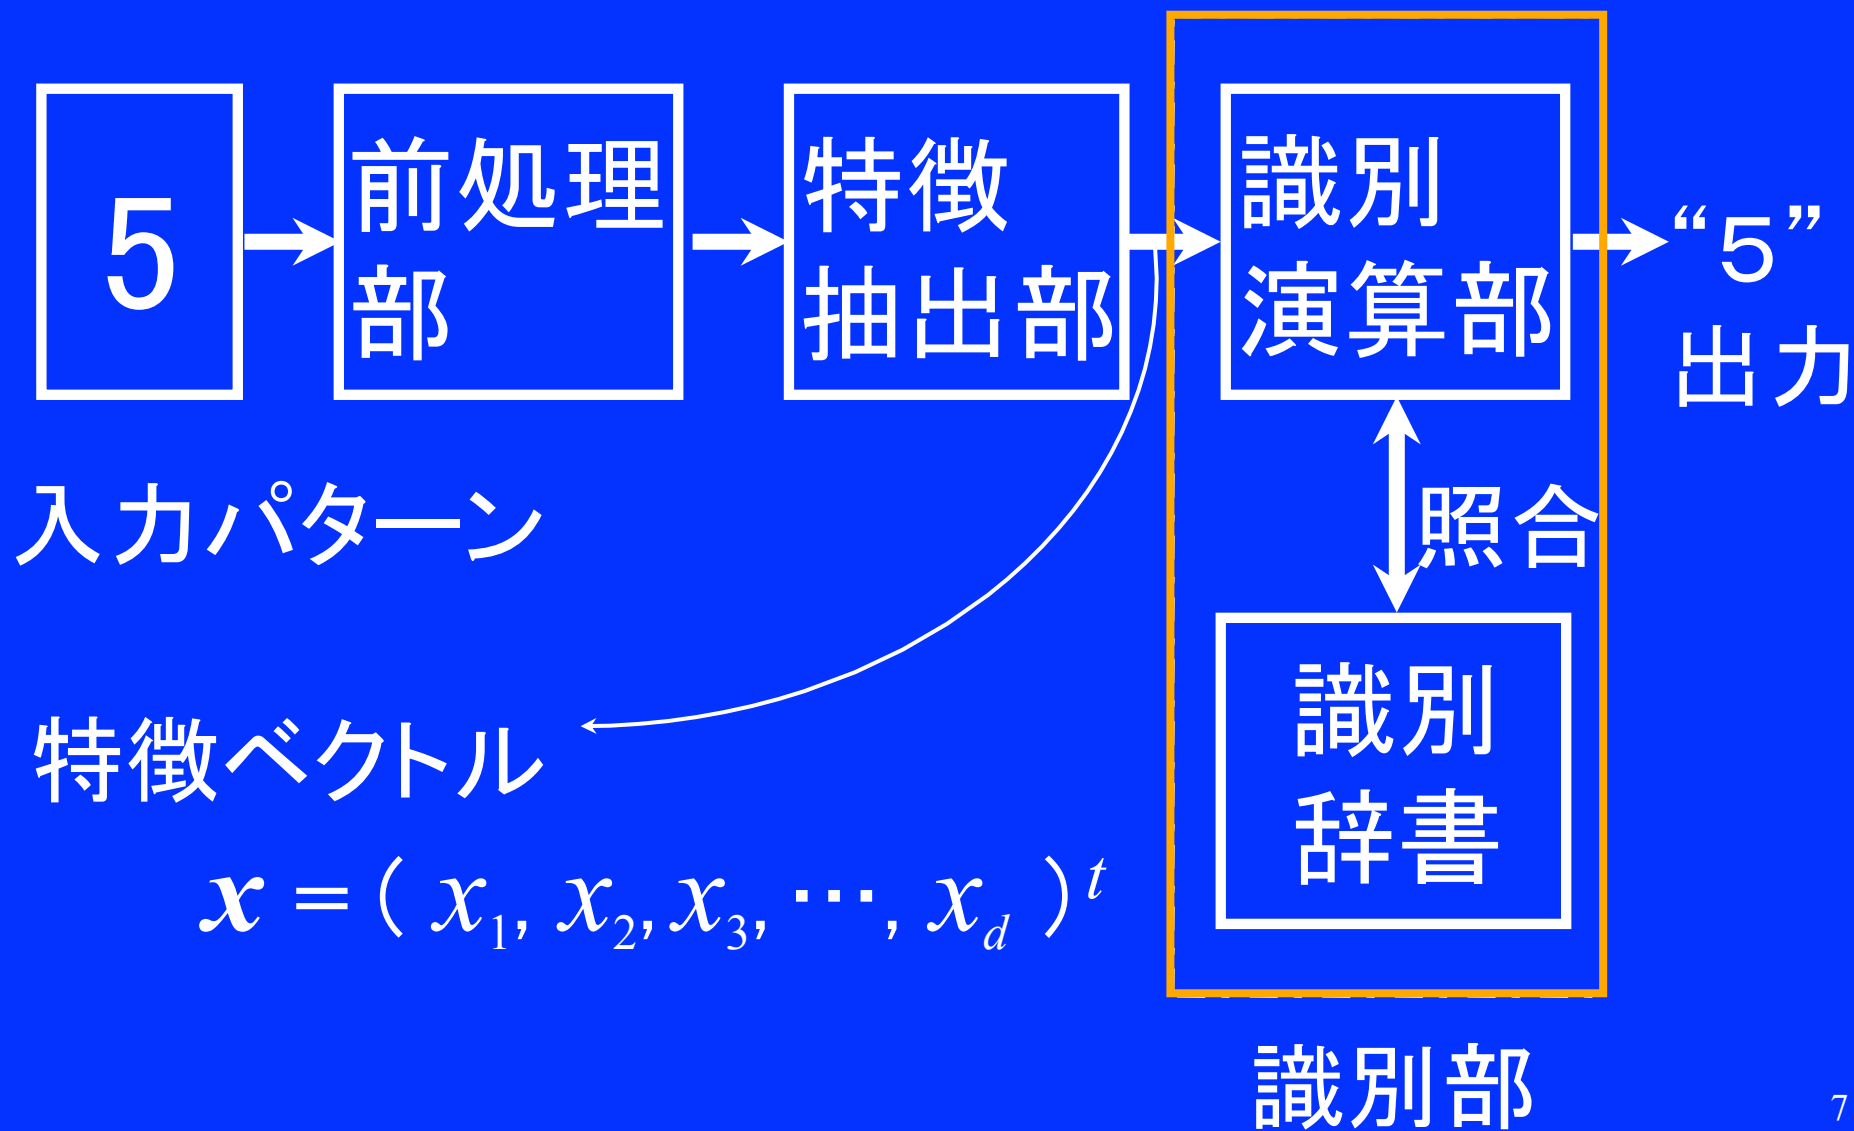 5
前処理
部
特徴
抽出部
識別
演算部
“5”
出力
入力パターン
照合
特徴ベクトル
識別
辞書
x = ( x₁, x₂, x₃, ⋯, x_d )ᵗ
識別部
7